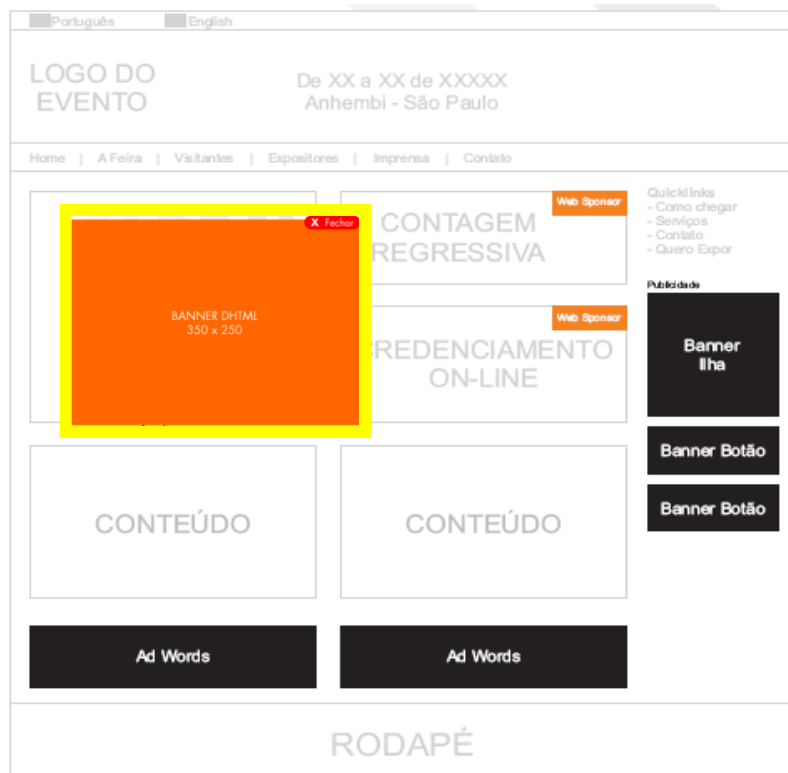 Português English
LOGO DO
EVENTO
De XX a XX de XXXXX
Anhembi - São Paulo
Home | A Feira | Visitantes | Expositores | Imprensa | Contato
X Fechar
BANNER DHTML
350 x 250
Web Sponsor
CONTAGEM
REGRESSIVA
Web Sponsor
REDENCIAMENTO
ON-LINE
Quicklinks
- Como chegar
- Serviços
- Contato
- Quero Expor
Publicidade
Banner
Ilha
Banner Botão
Banner Botão
CONTEÚDO
CONTEÚDO
Ad Words
Ad Words
RODAPÉ